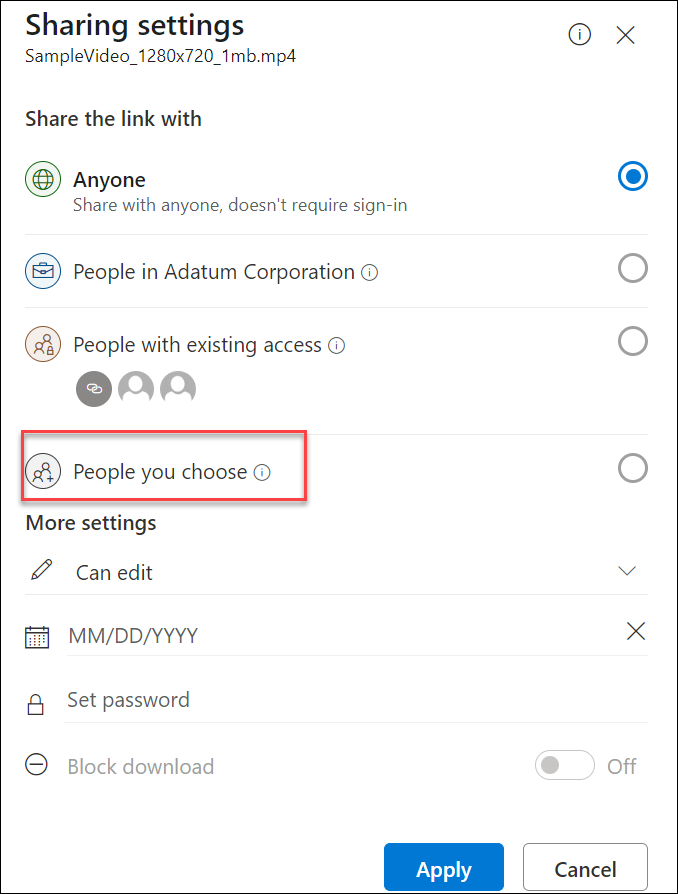 Sharing settings
SampleVideo_1280x720_1mb.mp4
Share the link with
Anyone
Share with anyone, doesn't require sign-in
People in Adatum Corporation
People with existing access
People you choose
More settings
Can edit
MM/DD/YYYY
Set password
Block download Off
Apply Cancel